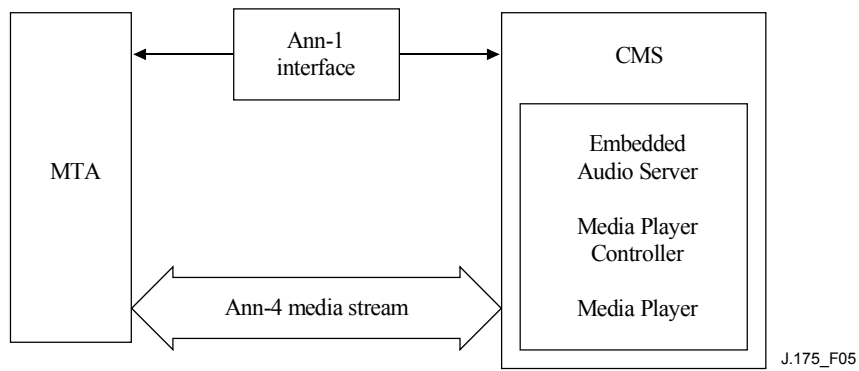 Ann-1
interface
CMS
MTA
Embedded
Audio Server
Media Player
Controller
Ann-4 media stream
Media Player
J.175_F05